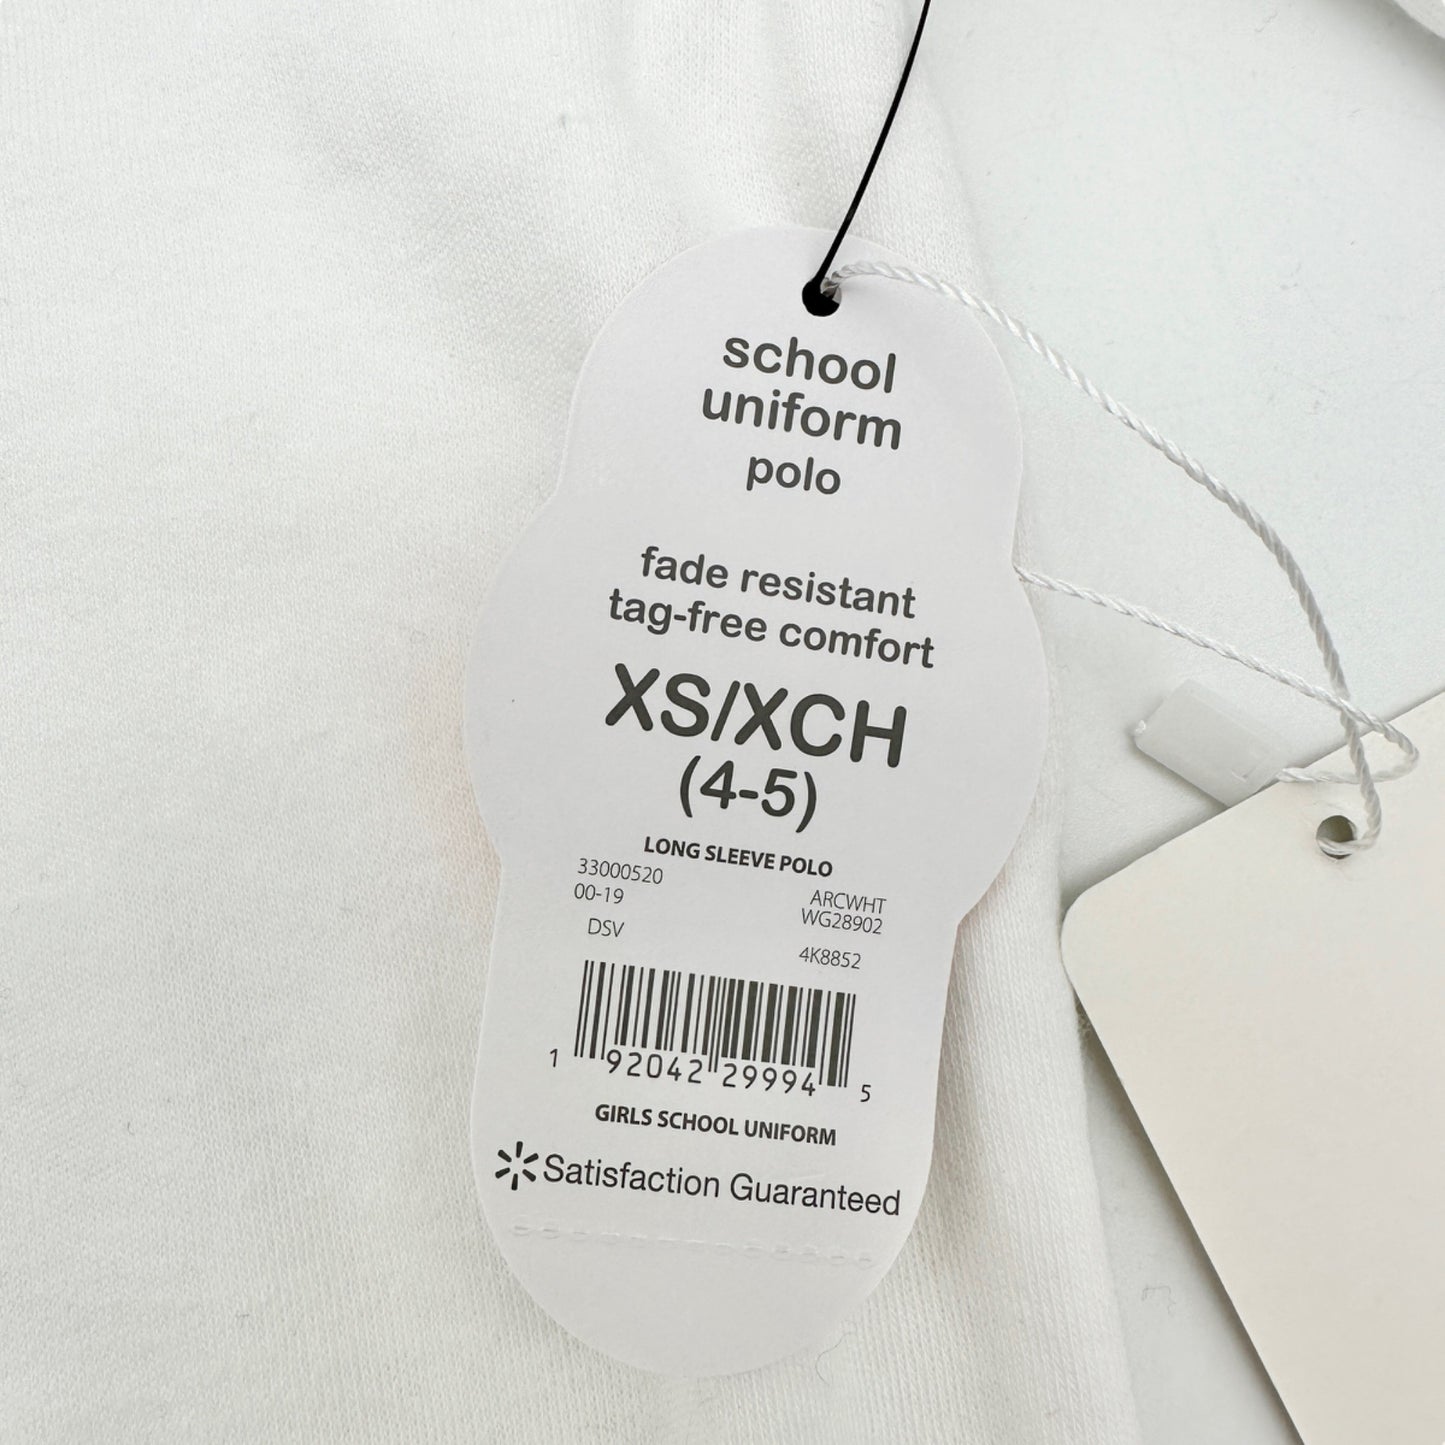 school
uniform
polo
fade resistant
tag-free comfort
XS/XCH
(4-5)
LONG SLEEVE POLO
33000520
00-19
ARCWHT
WG28902
DSV
4K8852
1 92042 29994 5
GIRLS SCHOOL UNIFORM
Satisfaction Guaranteed